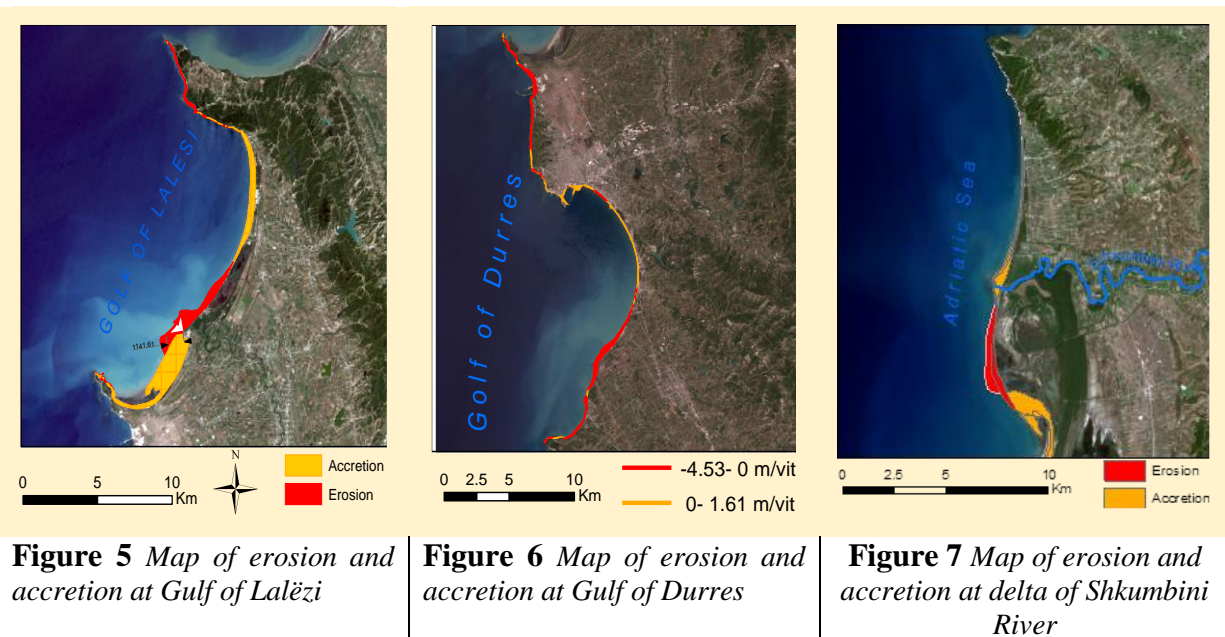 GOLF OF LALESI
1141.61
0 5 10
Km
N
Accretion
Erosion
Golf of Durres
0 2.5 5 10
Km
-4.53- 0 m/vit
0- 1.61 m/vit
Adriatic Sea
0 2.5 5 10
Km
Erosion
Accretion
Figure 5 Map of erosion and
accretion at Gulf of Lalëzi
Figure 6 Map of erosion and
accretion at Gulf of Durres
Figure 7 Map of erosion and
accretion at delta of Shkumbini
River